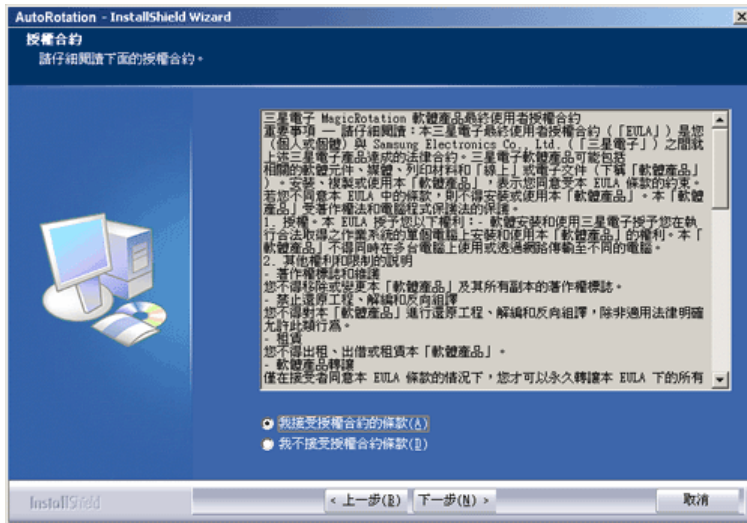 AutoRotation - InstallShield Wizard
授權合約
請仔細閱讀下面的授權合約。
三星電子 MagicRotation 軟體產品最終使用者授權合約
重要事項 — 請仔細閱讀：本三星電子最終使用者授權合約（「EULA」）是您
（個人或個體）與 Samsung Electronics Co., Ltd.（「三星電子」）之間就
上述三星電子產品達成的法律合約。三星電子軟體產品可能包括
相關的軟體元件、媒體、列印材料和「線上」或電子文件（下稱「軟體產品」
）。安裝、複製或使用本「軟體產品」，表示您同意受本 EULA 條款的約束。
若您不同意本 EULA 中的條款，則不得安裝或使用本「軟體產品」。本「軟體
產品」受著作權法和電腦程式保護法的保護。
1. 授權。本 EULA 授予您以下權利：- 軟體安裝和使用三星電子授予您在執
行合法取得之作業系統的單個電腦上安裝和使用本「軟體產品」的權利。本「
軟體產品」不得同時在多台電腦上使用或透過網路傳輸至不同的電腦。
2. 其他權利和限制的說明
- 著作權標誌和維護
您不得移除或變更本「軟體產品」及其所有副本的著作權標誌。
- 禁止還原工程、解編和反向組譯
您不得對本「軟體產品」進行還原工程、解編和反向組譯，除非適用法律明確
允許此類行為。
- 租賃
您不得出租、出借或租賃本「軟體產品」。
- 軟體產品轉讓
僅在接受者同意本 EULA 條款的情況下，您才可以永久轉讓本 EULA 下的所有
我接受授權合約的條款(A)
我不接受授權合約條款(D)
InstallShield
< 上一步(B)
下一步(N) >
取消